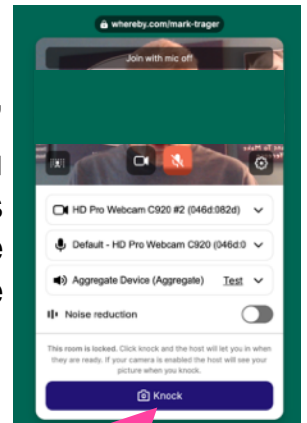 whereby.com/mark-trager
Join with mic off
HD Pro Webcam C920 #2 (046d:082d)
Default - HD Pro Webcam C920 (046d:0
Aggregate Device (Aggregate) Test
Noise reduction
This room is locked. Click knock and the host will let you in when
they are ready. If your camera is enabled the host will see your
picture when you knock.
Knock